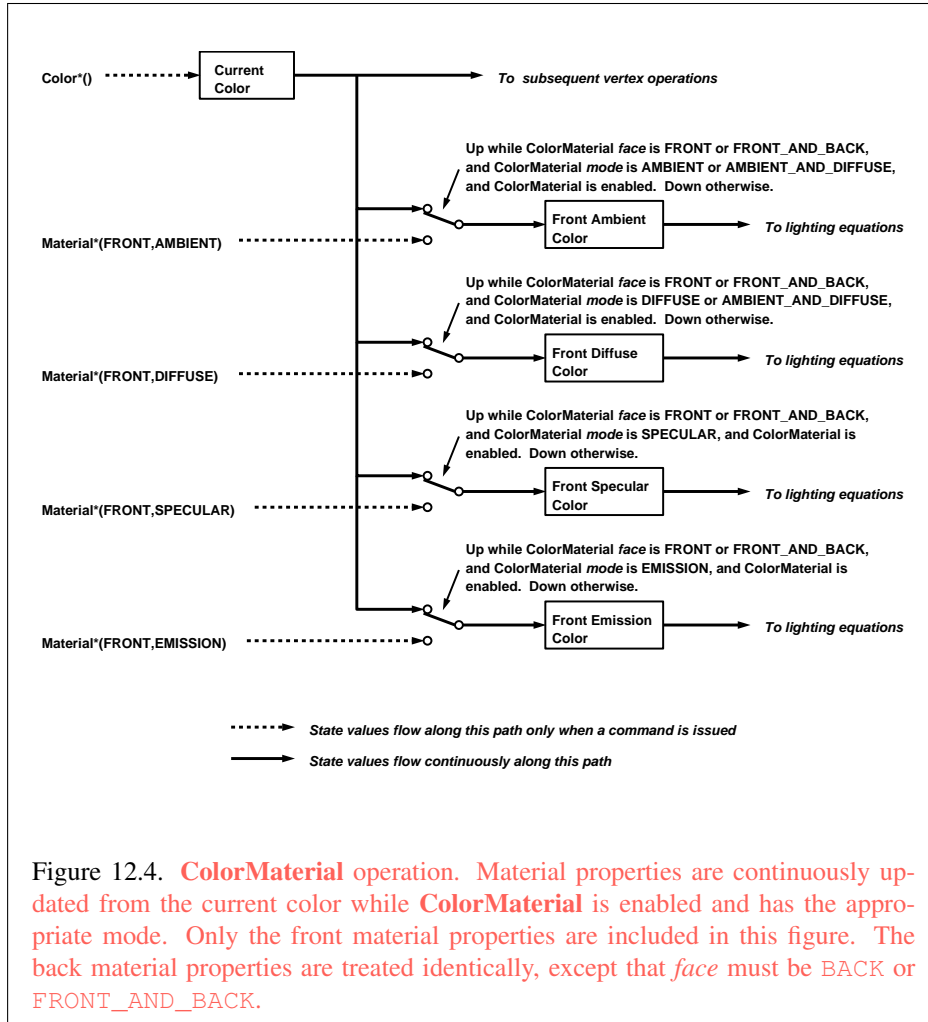 Color*()
Current
Color
To subsequent vertex operations
Up while ColorMaterial face is FRONT or FRONT_AND_BACK,
and ColorMaterial mode is AMBIENT or AMBIENT_AND_DIFFUSE,
and ColorMaterial is enabled. Down otherwise.
Material*(FRONT,AMBIENT)
Front Ambient
Color
To lighting equations
Up while ColorMaterial face is FRONT or FRONT_AND_BACK,
and ColorMaterial mode is DIFFUSE or AMBIENT_AND_DIFFUSE,
and ColorMaterial is enabled. Down otherwise.
Material*(FRONT,DIFFUSE)
Front Diffuse
Color
To lighting equations
Up while ColorMaterial face is FRONT or FRONT_AND_BACK,
and ColorMaterial mode is SPECULAR, and ColorMaterial is
enabled. Down otherwise.
Material*(FRONT,SPECULAR)
Front Specular
Color
To lighting equations
Up while ColorMaterial face is FRONT or FRONT_AND_BACK,
and ColorMaterial mode is EMISSION, and ColorMaterial is
enabled. Down otherwise.
Material*(FRONT,EMISSION)
Front Emission
Color
To lighting equations
State values flow along this path only when a command is issued
State values flow continuously along this path
Figure 12.4. ColorMaterial operation. Material properties are continuously up-
dated from the current color while ColorMaterial is enabled and has the appro-
priate mode. Only the front material properties are included in this figure. The
back material properties are treated identically, except that face must be BACK or
FRONT_AND_BACK.